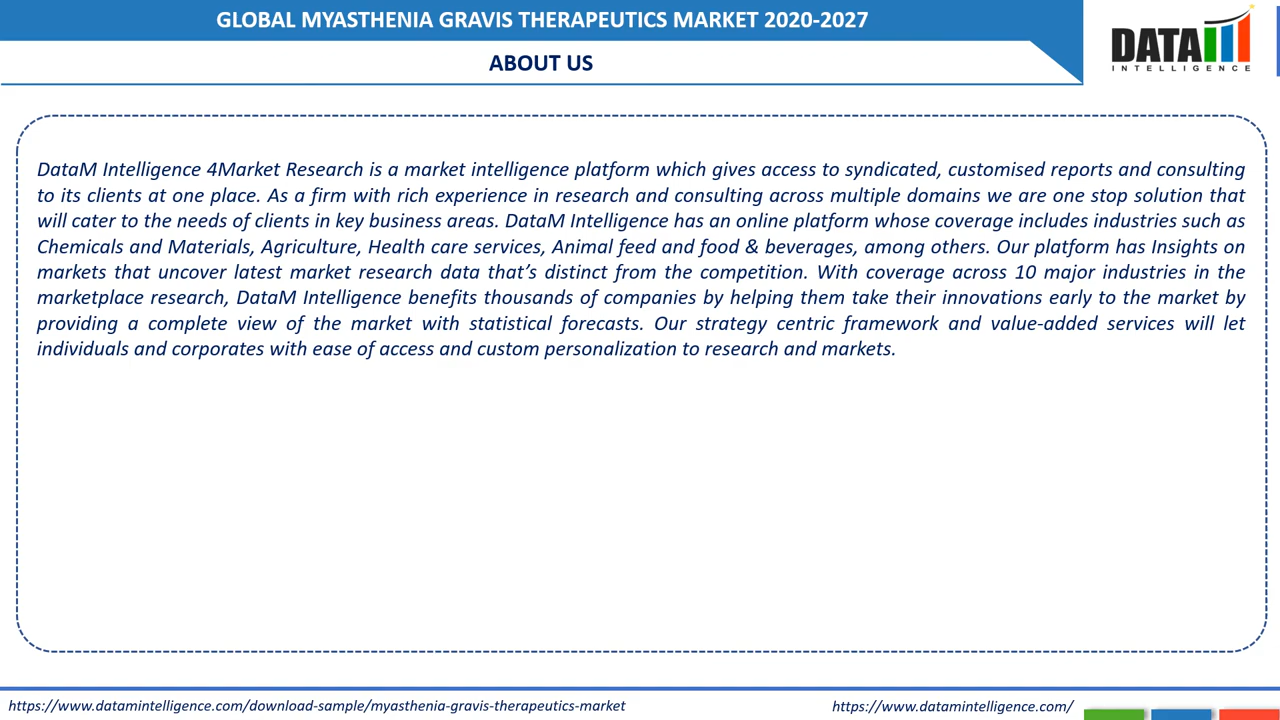 GLOBAL MYASTHENIA GRAVIS THERAPEUTICS MARKET 2020-2027
ABOUT US
DATAM
INTELLIGENCE
DataM Intelligence 4Market Research is a market intelligence platform which gives access to syndicated, customised reports and consulting
to its clients at one place. As a firm with rich experience in research and consulting across multiple domains we are one stop solution that
will cater to the needs of clients in key business areas. DataM Intelligence has an online platform whose coverage includes industries such as
Chemicals and Materials, Agriculture, Health care services, Animal feed and food & beverages, among others. Our platform has Insights on
markets that uncover latest market research data that’s distinct from the competition. With coverage across 10 major industries in the
marketplace research, DataM Intelligence benefits thousands of companies by helping them take their innovations early to the market by
providing a complete view of the market with statistical forecasts. Our strategy centric framework and value-added services will let
individuals and corporates with ease of access and custom personalization to research and markets.
https://www.datamintelligence.com/download-sample/myasthenia-gravis-therapeutics-market
https://www.datamintelligence.com/